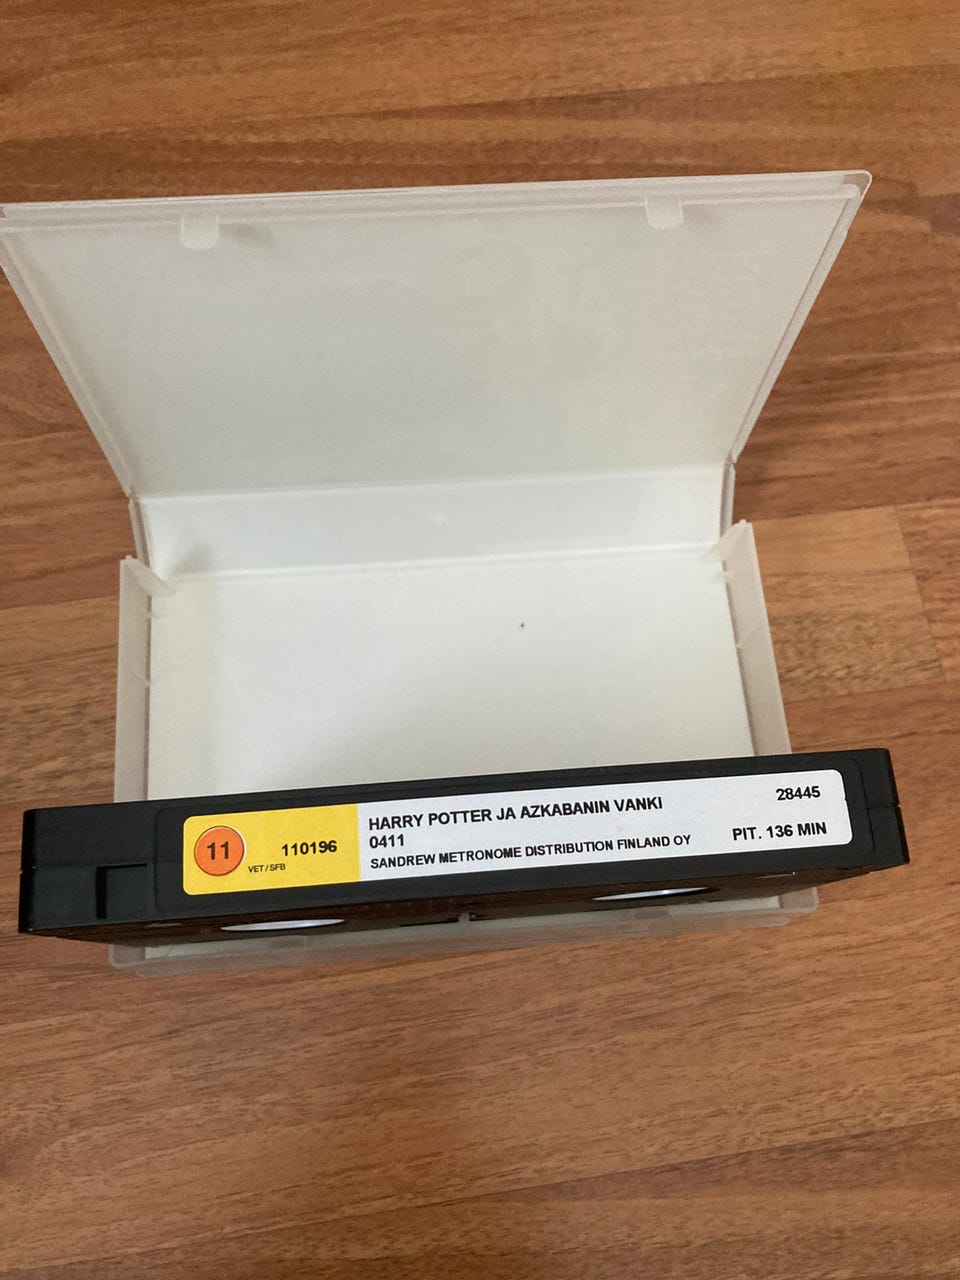 11
VET / SFB
110196
HARRY POTTER JA AZKABANIN VANKI
28445
0411
SANDREW METRONOME DISTRIBUTION FINLAND OY
PIT. 136 MIN